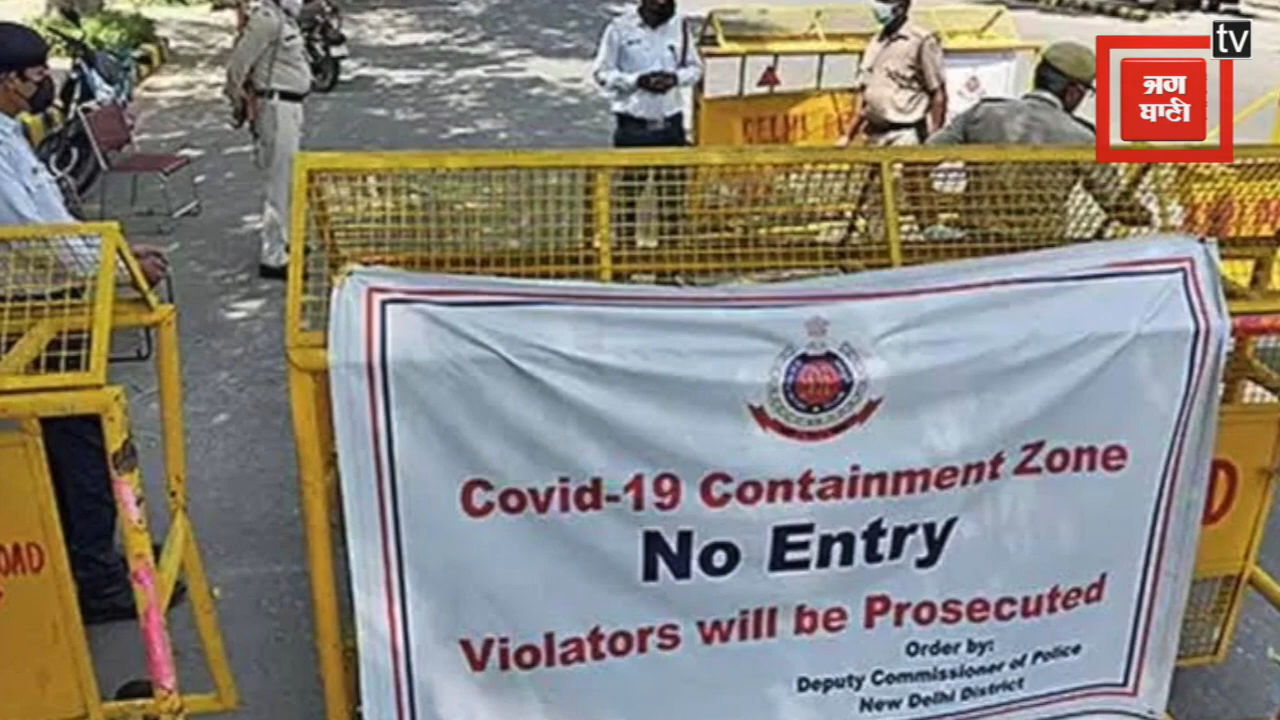 tv
ਜਗ
ਬਾਣੀ
Covid-19 Containment Zone
No Entry
Violators will be Prosecuted
Order by:
Deputy Commissioner of Police
New Delhi District